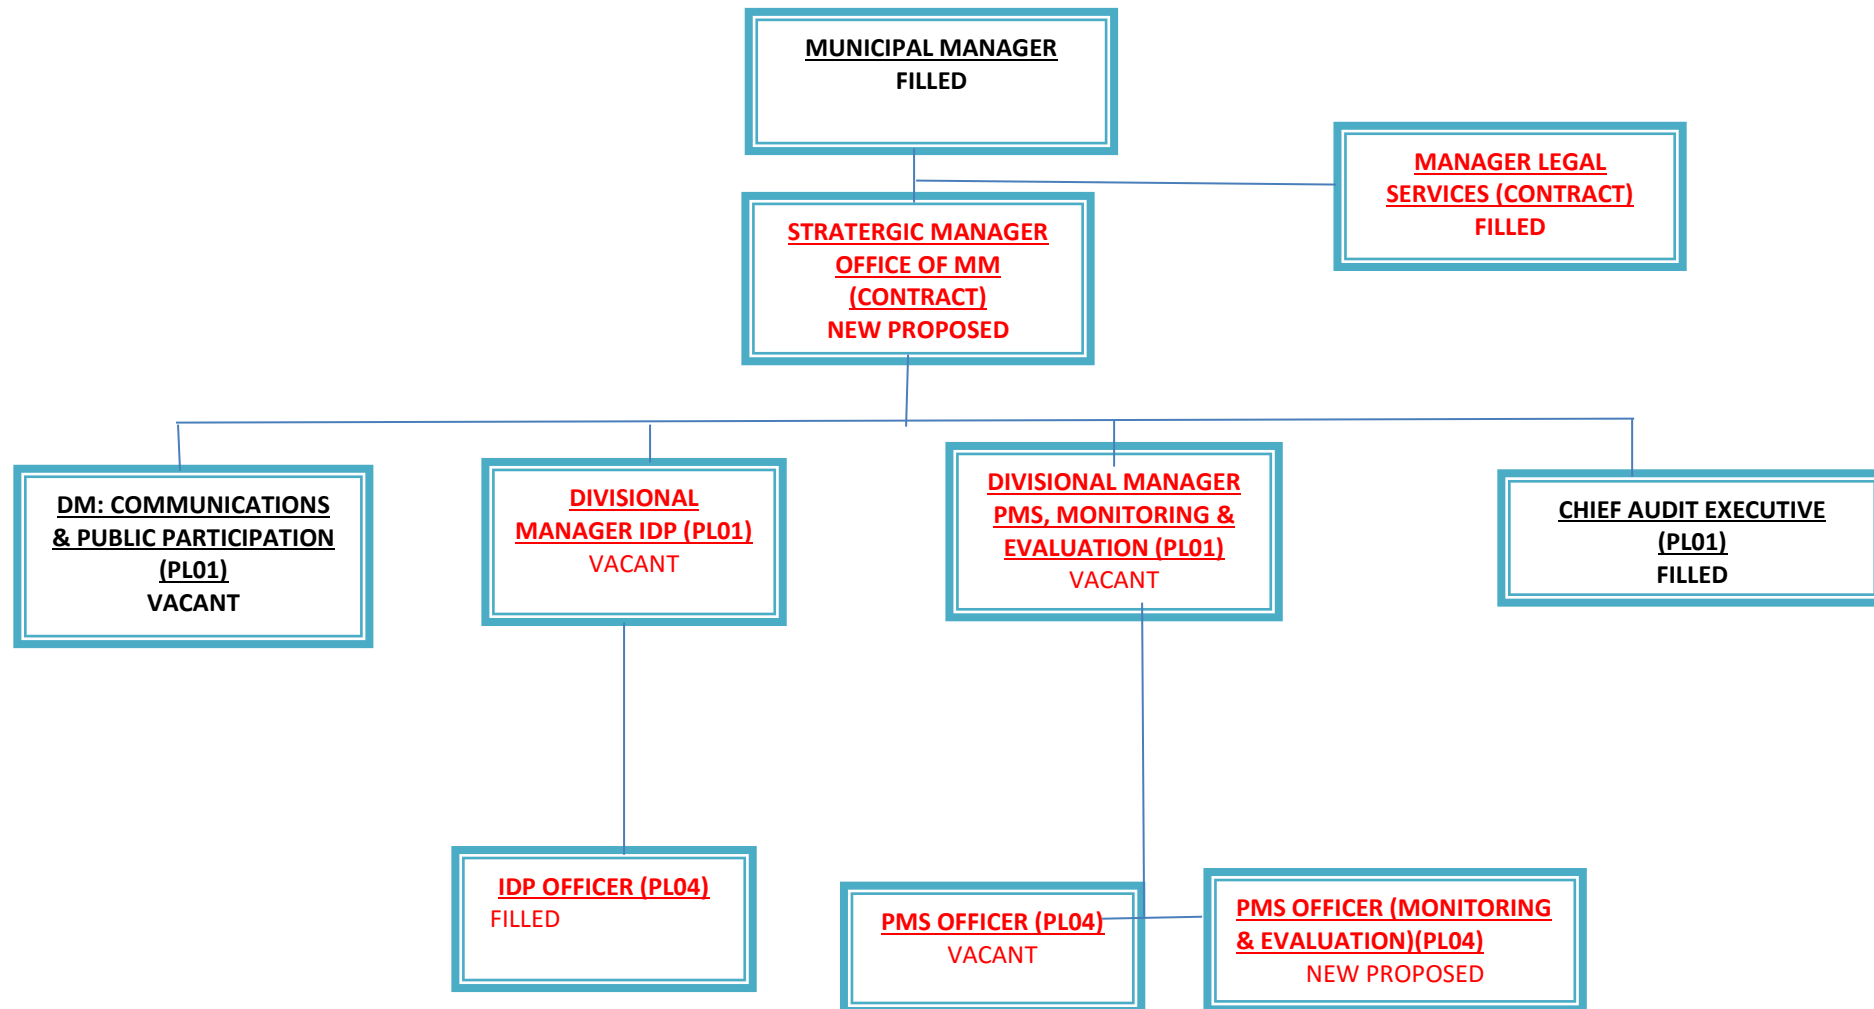 MUNICIPAL MANAGER
FILLED
MANAGER LEGAL
SERVICES (CONTRACT)
FILLED
STRATERGIC MANAGER
OFFICE OF MM
(CONTRACT)
NEW PROPOSED
DM: COMMUNICATIONS
& PUBLIC PARTICIPATION
(PL01)
VACANT
DIVISIONAL
MANAGER IDP (PL01)
VACANT
DIVISIONAL MANAGER
PMS, MONITORING &
EVALUATION (PL01)
VACANT
CHIEF AUDIT EXECUTIVE
(PL01)
FILLED
IDP OFFICER (PL04)
FILLED
PMS OFFICER (PL04)
VACANT
PMS OFFICER (MONITORING
& EVALUATION)(PL04)
NEW PROPOSED